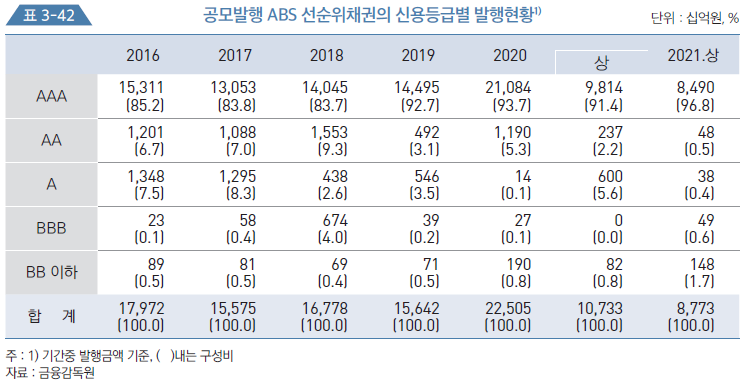 표 3-42 공모발행 ABS 선순위채권의 신용등급별 발행현황1) 단위 : 십억원, %
2016 2017 2018 2019 2020 상 2021.상
AAA 15,311 13,053 14,045 14,495 21,084 9,814 8,490
(85.2) (83.8) (83.7) (92.7) (93.7) (91.4) (96.8)
AA 1,201 1,088 1,553 492 1,190 237 48
(6.7) (7.0) (9.3) (3.1) (5.3) (2.2) (0.5)
A 1,348 1,295 438 546 14 600 38
(7.5) (8.3) (2.6) (3.5) (0.1) (5.6) (0.4)
BBB 23 58 674 39 27 0 49
(0.1) (0.4) (4.0) (0.2) (0.1) (0.0) (0.6)
BB 이하 89 81 69 71 190 82 148
(0.5) (0.5) (0.4) (0.5) (0.8) (0.8) (1.7)
합 계 17,972 15,575 16,778 15,642 22,505 10,733 8,773
(100.0) (100.0) (100.0) (100.0) (100.0) (100.0) (100.0)
주 : 1) 기간중 발행금액 기준, ( )내는 구성비
자료 : 금융감독원